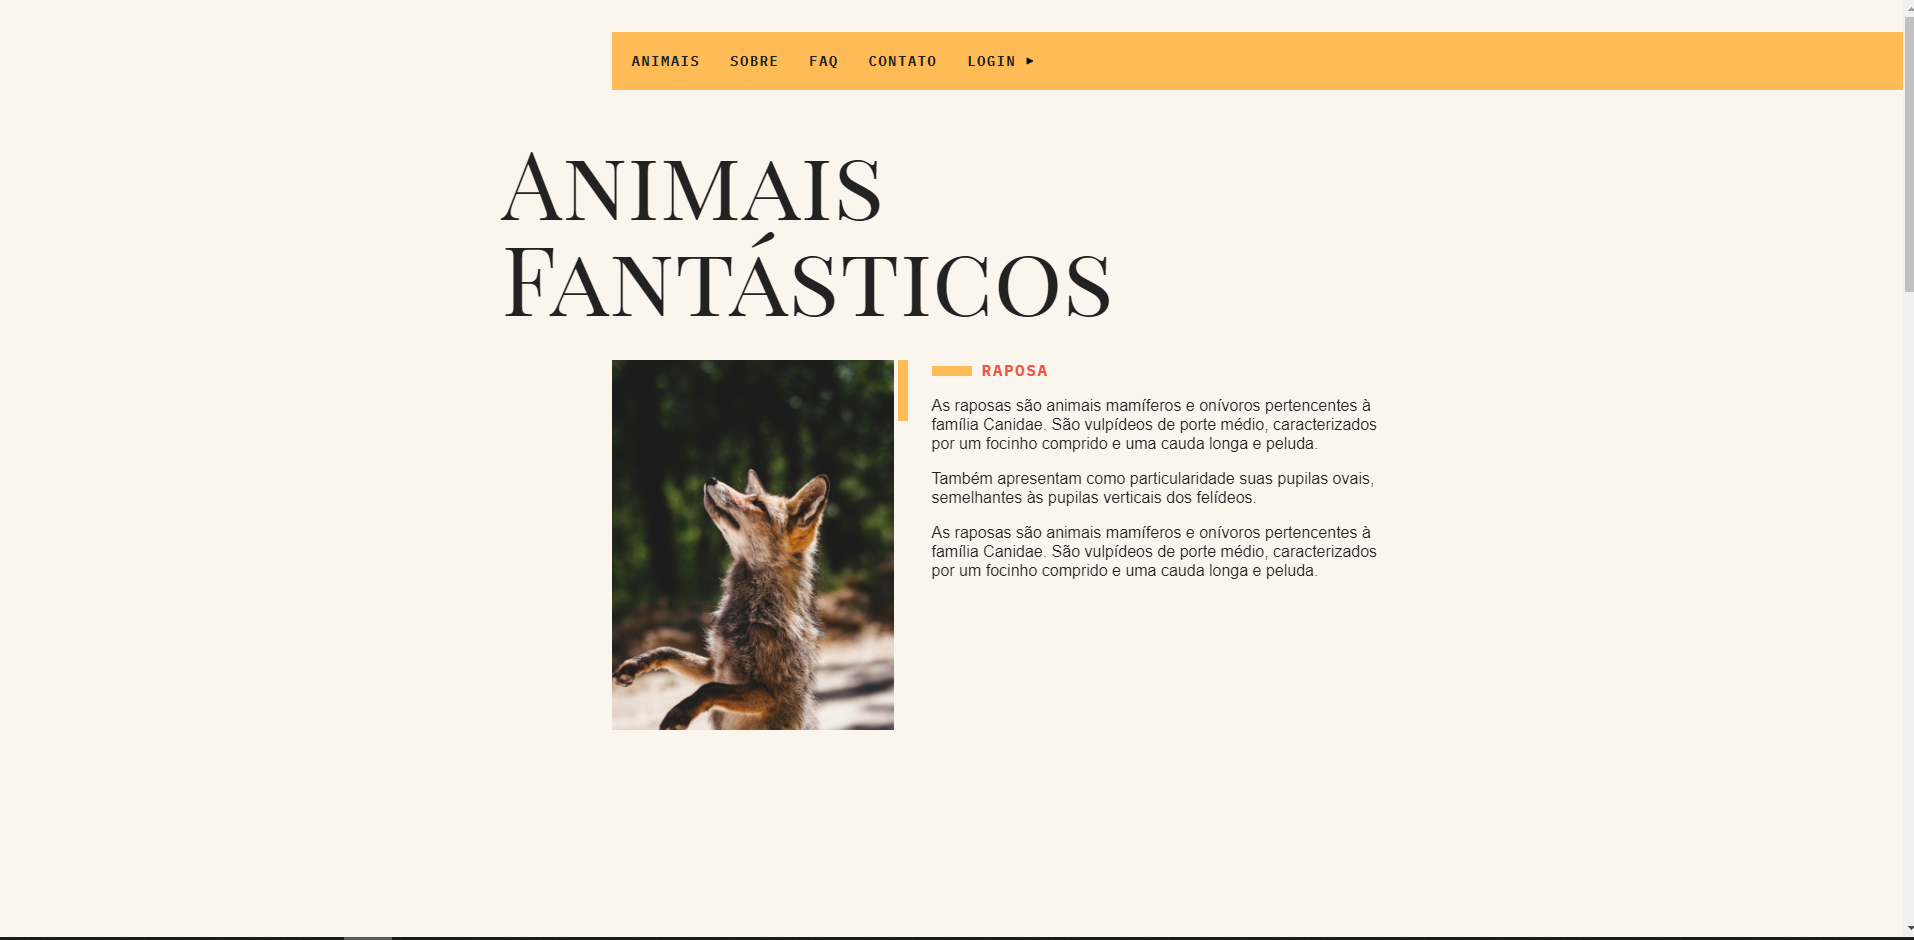 ANIMAIS SOBRE FAQ CONTATO LOGIN ▶
ANIMAIS
FANTÁSTICOS
RAPOSA
As raposas são animais mamíferos e onívoros pertencentes à
família Canidae. São vulpídeos de porte médio, caracterizados
por um focinho comprido e uma cauda longa e peluda.
Também apresentam como particularidade suas pupilas ovais,
semelhantes às pupilas verticais dos felídeos.
As raposas são animais mamíferos e onívoros pertencentes à
família Canidae. São vulpídeos de porte médio, caracterizados
por um focinho comprido e uma cauda longa e peluda.